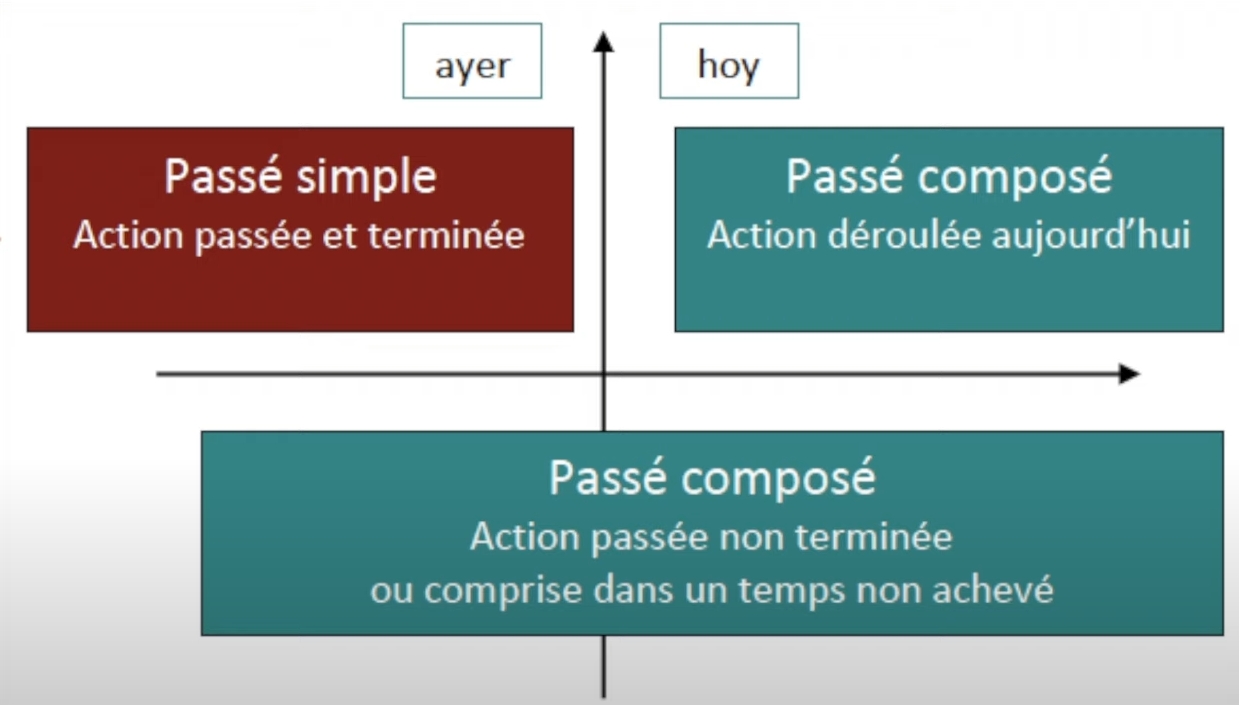 ayer
hoy
Passé simple
Action passée et terminée
Passé composé
Action déroulée aujourd’hui
Passé composé
Action passée non terminée
ou comprise dans un temps non achevé